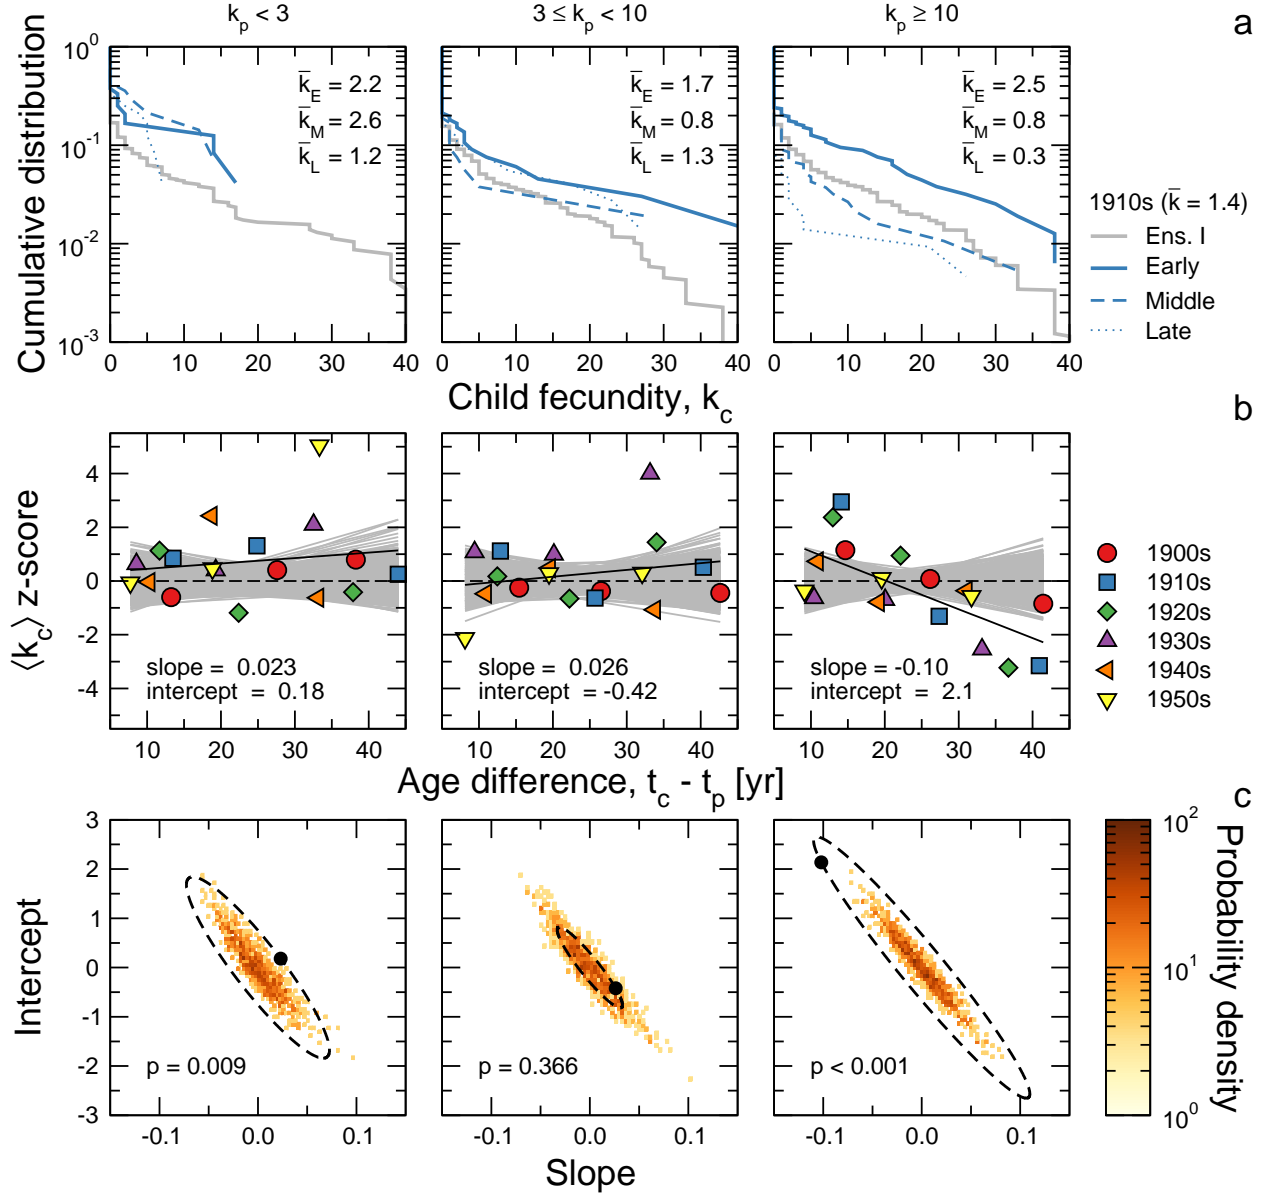 k_p < 3
3 ≤ k_p < 10
k_p ≥ 10
a
Cumulative distribution
10^0
10^-1
10^-2
10^-3
k̄_E = 2.2
k̄_M = 2.6
k̄_L = 1.2
k̄_E = 1.7
k̄_M = 0.8
k̄_L = 1.3
k̄_E = 2.5
k̄_M = 0.8
k̄_L = 0.3
1910s (k̄ = 1.4)
Ens. I
Early
Middle
Late
0 10 20 30 40
0 10 20 30 40
0 10 20 30 40
Child fecundity, k_c
b
⟨k_c⟩ z-score
4
2
0
-2
-4
slope = 0.023
intercept = 0.18
slope = 0.026
intercept = -0.42
slope = -0.10
intercept = 2.1
1900s
1910s
1920s
1930s
1940s
1950s
10 20 30 40
10 20 30 40
10 20 30 40
Age difference, t_c - t_p [yr]
c
Intercept
3
2
1
0
-1
-2
-3
p = 0.009
p = 0.366
p < 0.001
-0.1 0.0 0.1
-0.1 0.0 0.1
-0.1 0.0 0.1
Slope
10^2
10^1
10^0
Probability density